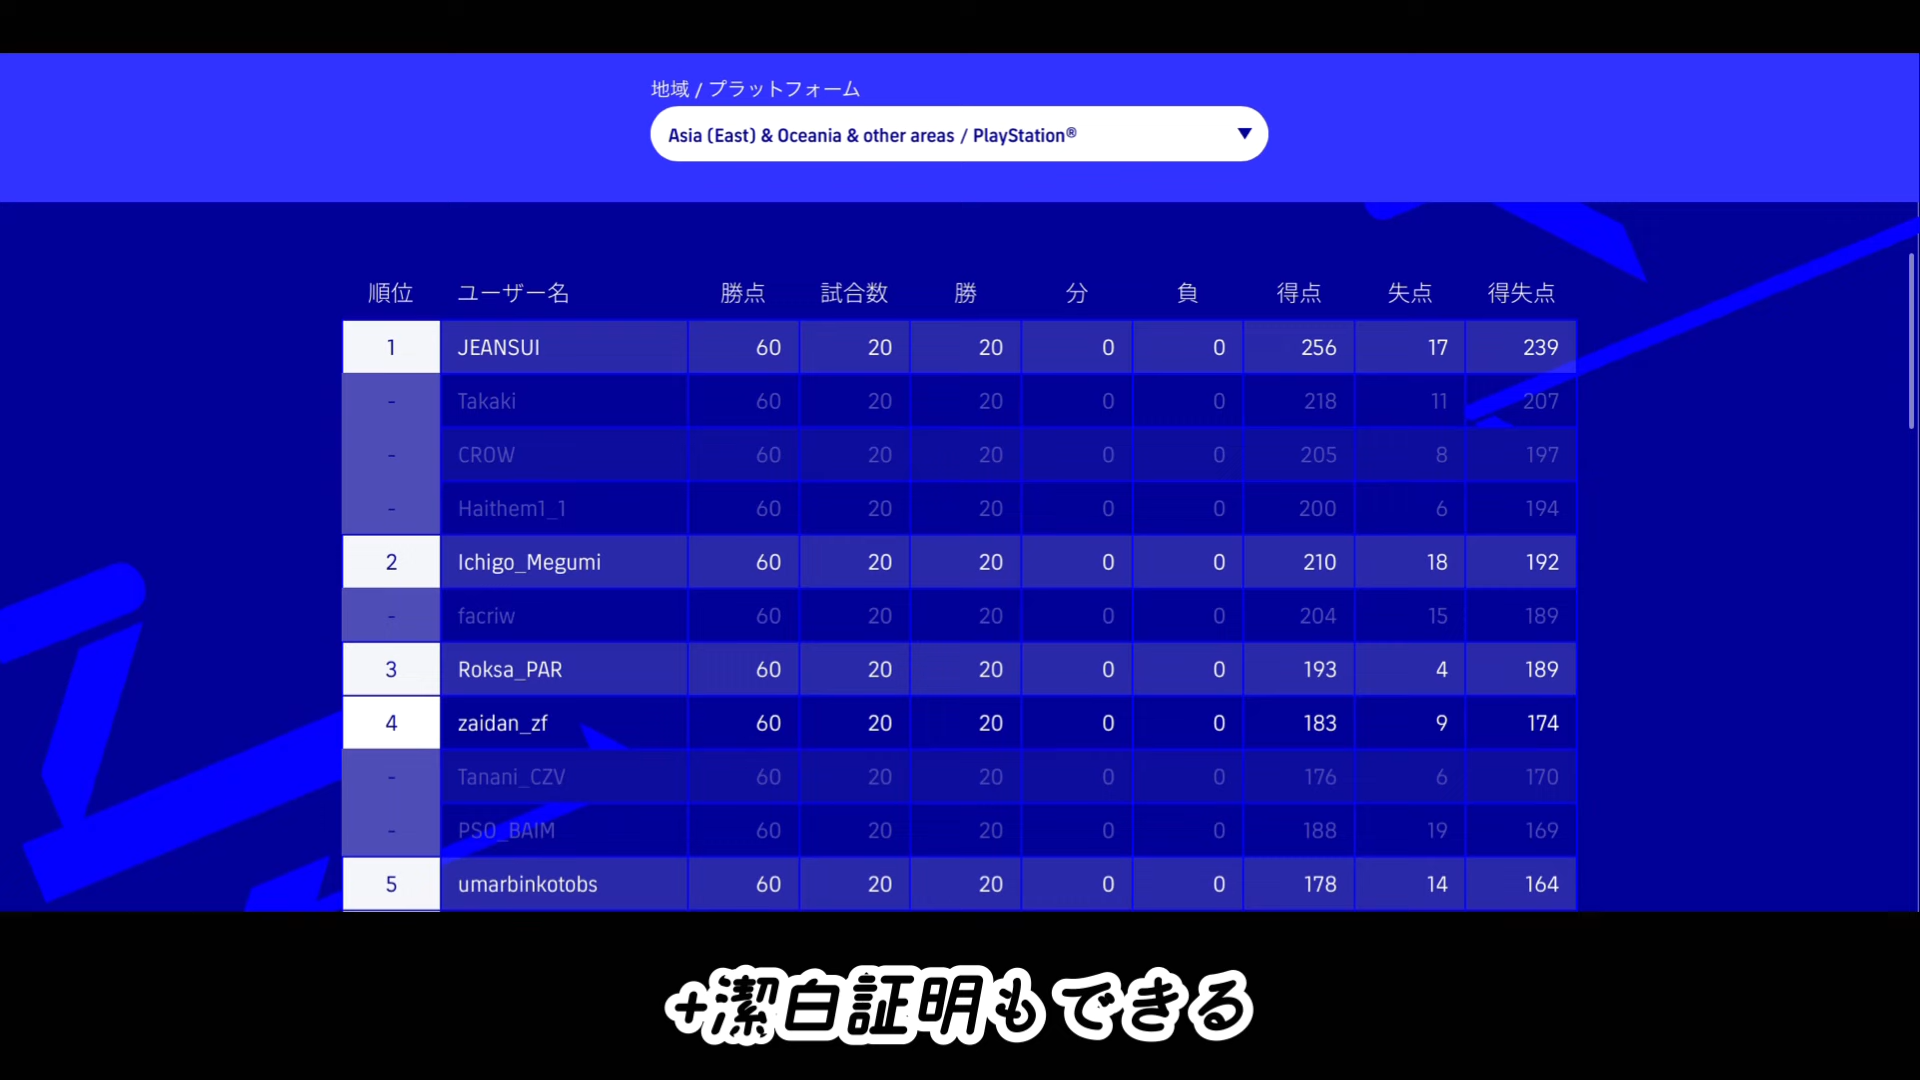 地域 / プラットフォーム
Asia (East) & Oceania & other areas / PlayStation® ▼
順位 ユーザー名 勝点 試合数 勝 分 負 得点 失点 得失点
1 JEANSUI 60 20 20 0 0 256 17 239
- Takaki 60 20 20 0 0 218 11 207
- CROW 60 20 20 0 0 205 8 197
- Haithem1_1 60 20 20 0 0 200 6 194
2 Ichigo_Megumi 60 20 20 0 0 210 18 192
- facriw 60 20 20 0 0 204 15 189
3 Roksa_PAR 60 20 20 0 0 193 4 189
4 zaidan_zf 60 20 20 0 0 183 9 174
- Tanani_CZV 60 20 20 0 0 176 6 170
- PSO_BAIM 60 20 20 0 0 188 19 169
5 umarbinkotobs 60 20 20 0 0 178 14 164
+潔白証明もできる